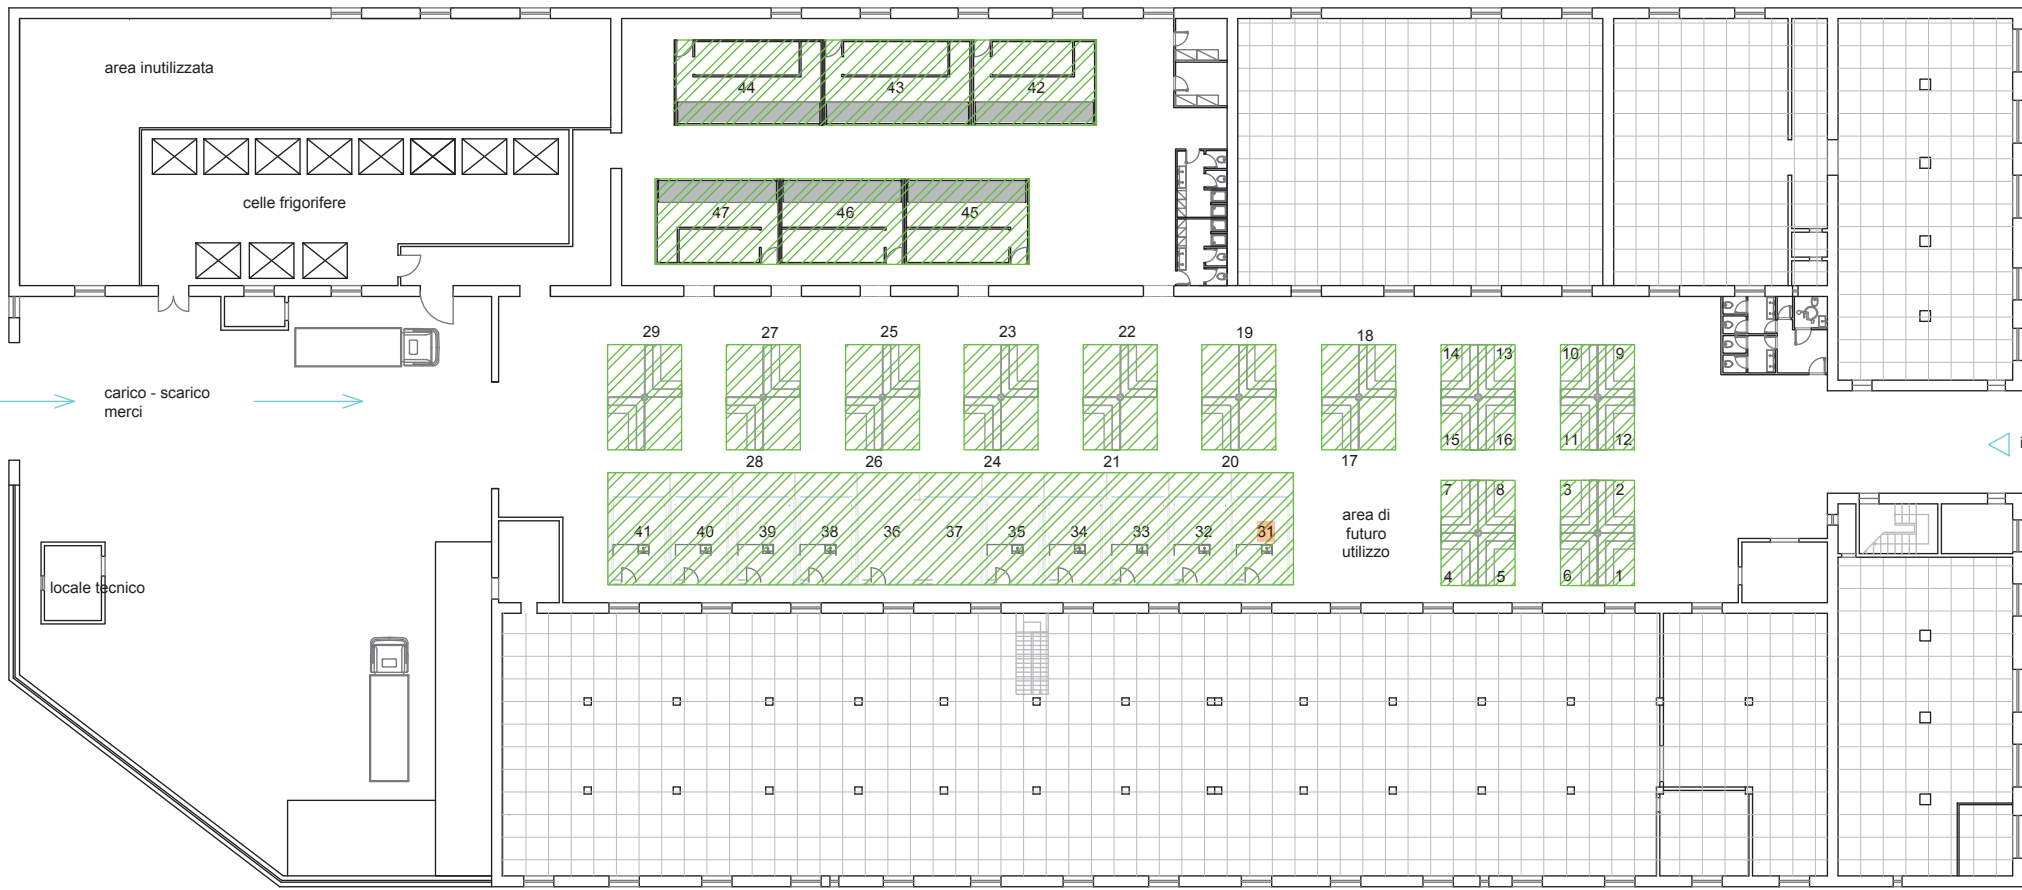 area inutilizzata
44 43 42
celle frigorifere
47 46 45
29 27 25 23 22 19 18
14 13 10 9
carico - scarico
merci
15 16 11 12
i
28 26 24 21 20 17
7 8 3 2
41 40 39 38 36 37 35 34 33 32 31
area di
futuro
utilizzo
4 5 6 1
locale tecnico